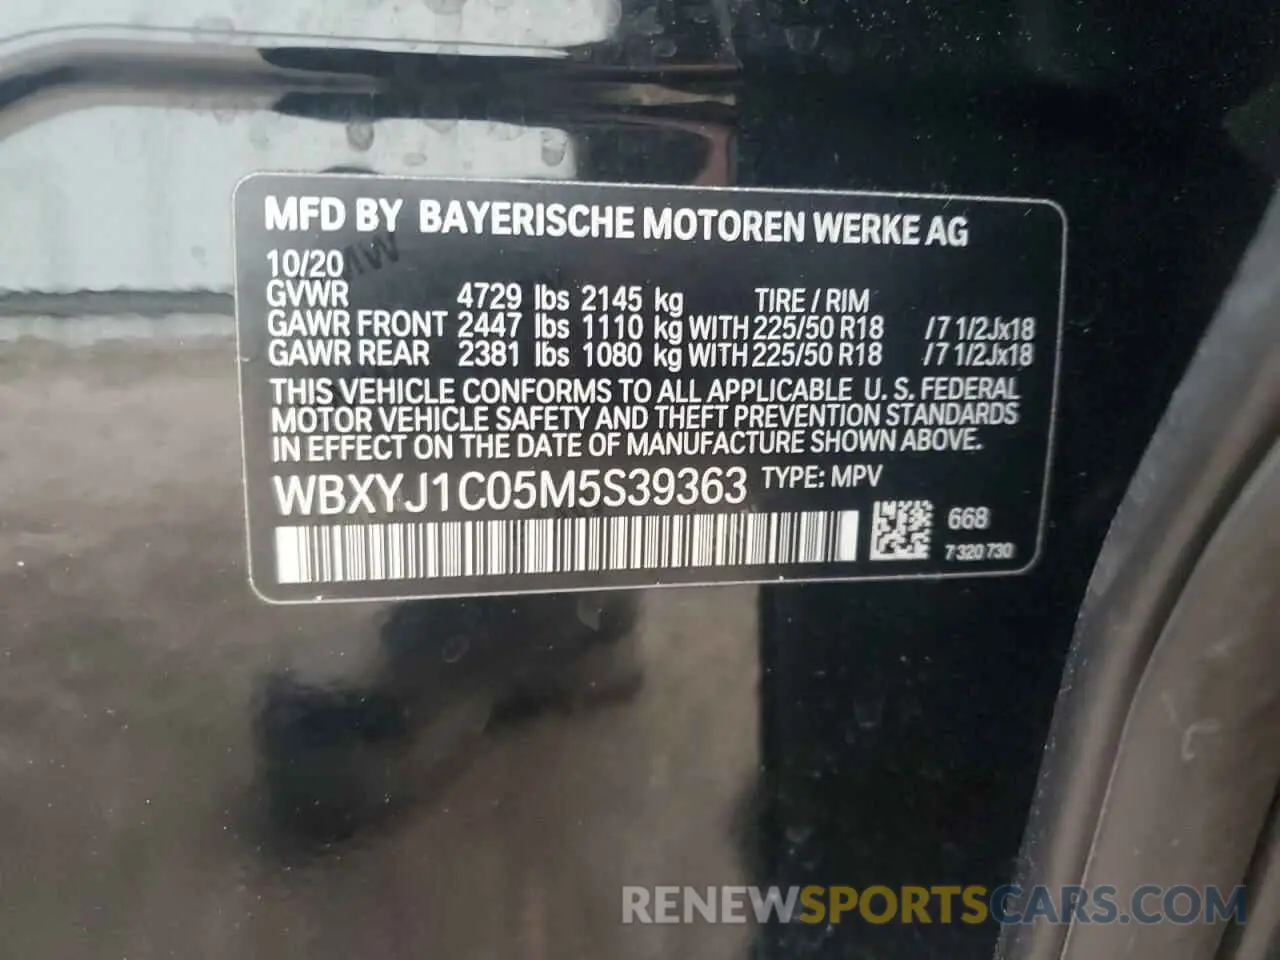 MFD BY BAYERISCHE MOTOREN WERKE AG
10/20
GVWR 4729 lbs 2145 kg TIRE / RIM
GAWR FRONT 2447 lbs 1110 kg WITH 225/50 R18 /7 1/2Jx18
GAWR REAR 2381 lbs 1080 kg WITH 225/50 R18 /7 1/2Jx18
THIS VEHICLE CONFORMS TO ALL APPLICABLE U. S. FEDERAL
MOTOR VEHICLE SAFETY AND THEFT PREVENTION STANDARDS
IN EFFECT ON THE DATE OF MANUFACTURE SHOWN ABOVE.
WBXYJ1C05M5S39363 TYPE: MPV
668
7 320 730
RENEWSPORTSCARS.COM